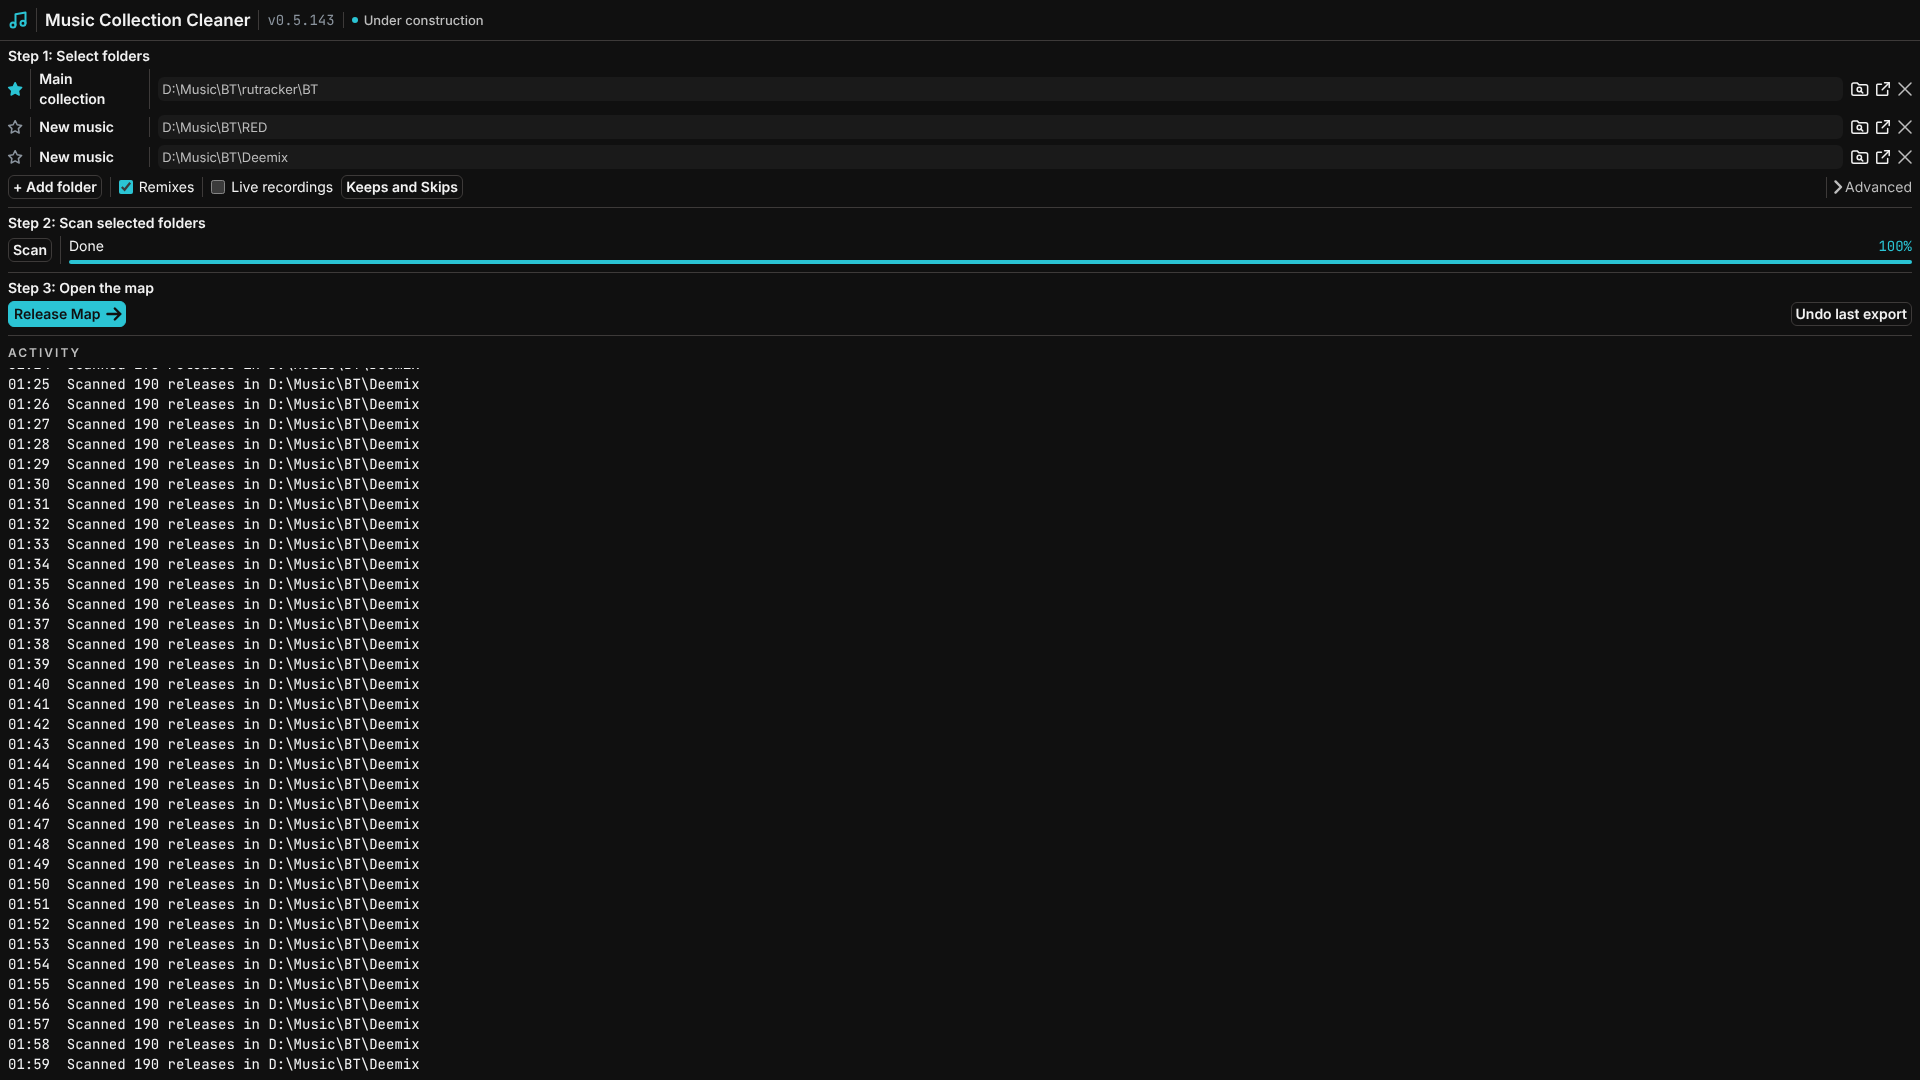 Music Collection Cleaner v0.5.143 Under construction
Step 1: Select folders
Main collection D:\Music\BT\rutracker\BT
New music D:\Music\BT\RED
New music D:\Music\BT\Deemix
+ Add folder Remixes Live recordings Keeps and Skips Advanced
Step 2: Scan selected folders
Scan Done 100%
Step 3: Open the map
Release Map Undo last export
ACTIVITY
01:25 Scanned 190 releases in D:\Music\BT\Deemix
01:26 Scanned 190 releases in D:\Music\BT\Deemix
01:27 Scanned 190 releases in D:\Music\BT\Deemix
01:28 Scanned 190 releases in D:\Music\BT\Deemix
01:29 Scanned 190 releases in D:\Music\BT\Deemix
01:30 Scanned 190 releases in D:\Music\BT\Deemix
01:31 Scanned 190 releases in D:\Music\BT\Deemix
01:32 Scanned 190 releases in D:\Music\BT\Deemix
01:33 Scanned 190 releases in D:\Music\BT\Deemix
01:34 Scanned 190 releases in D:\Music\BT\Deemix
01:35 Scanned 190 releases in D:\Music\BT\Deemix
01:36 Scanned 190 releases in D:\Music\BT\Deemix
01:37 Scanned 190 releases in D:\Music\BT\Deemix
01:38 Scanned 190 releases in D:\Music\BT\Deemix
01:39 Scanned 190 releases in D:\Music\BT\Deemix
01:40 Scanned 190 releases in D:\Music\BT\Deemix
01:41 Scanned 190 releases in D:\Music\BT\Deemix
01:42 Scanned 190 releases in D:\Music\BT\Deemix
01:43 Scanned 190 releases in D:\Music\BT\Deemix
01:44 Scanned 190 releases in D:\Music\BT\Deemix
01:45 Scanned 190 releases in D:\Music\BT\Deemix
01:46 Scanned 190 releases in D:\Music\BT\Deemix
01:47 Scanned 190 releases in D:\Music\BT\Deemix
01:48 Scanned 190 releases in D:\Music\BT\Deemix
01:49 Scanned 190 releases in D:\Music\BT\Deemix
01:50 Scanned 190 releases in D:\Music\BT\Deemix
01:51 Scanned 190 releases in D:\Music\BT\Deemix
01:52 Scanned 190 releases in D:\Music\BT\Deemix
01:53 Scanned 190 releases in D:\Music\BT\Deemix
01:54 Scanned 190 releases in D:\Music\BT\Deemix
01:55 Scanned 190 releases in D:\Music\BT\Deemix
01:56 Scanned 190 releases in D:\Music\BT\Deemix
01:57 Scanned 190 releases in D:\Music\BT\Deemix
01:58 Scanned 190 releases in D:\Music\BT\Deemix
01:59 Scanned 190 releases in D:\Music\BT\Deemix